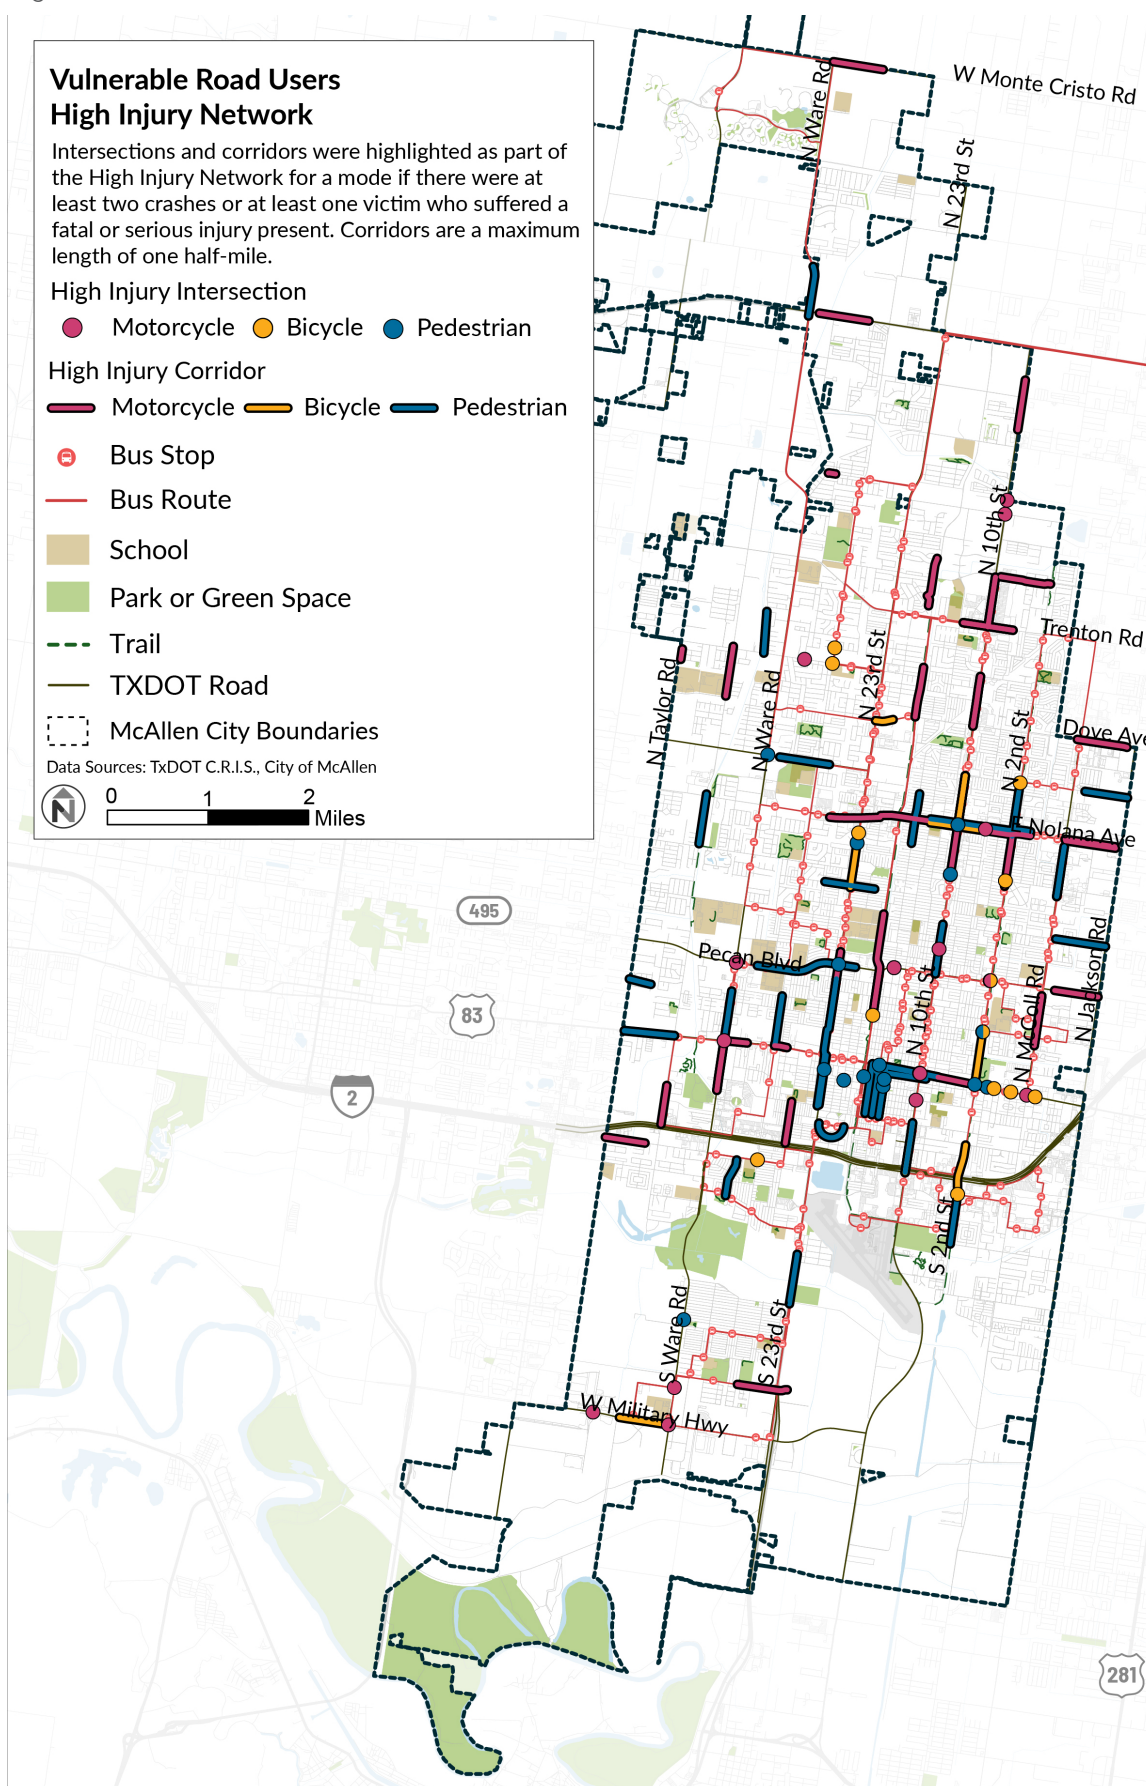 Vulnerable Road Users
High Injury Network
Intersections and corridors were highlighted as part of
the High Injury Network for a mode if there were at
least two crashes or at least one victim who suffered a
fatal or serious injury present. Corridors are a maximum
length of one half-mile.
High Injury Intersection
Motorcycle Bicycle Pedestrian
High Injury Corridor
Motorcycle Bicycle Pedestrian
Bus Stop
Bus Route
School
Park or Green Space
Trail
TXDOT Road
McAllen City Boundaries
Data Sources: TxDOT C.R.I.S., City of McAllen
N
0 1 2
Miles
W Monte Cristo Rd
N Ware Rd
N 23rd St
N 10th St
Trenton Rd
N Taylor Rd
N 23rd St
N Ware Rd
N 2nd St
Dove Ave
E Nolana Ave
495
Pecan Blvd
83
N 10th St
N McColl Rd
N Jackson Rd
2
S 2nd St
S Ware Rd
S 23rd St
W Military Hwy
281